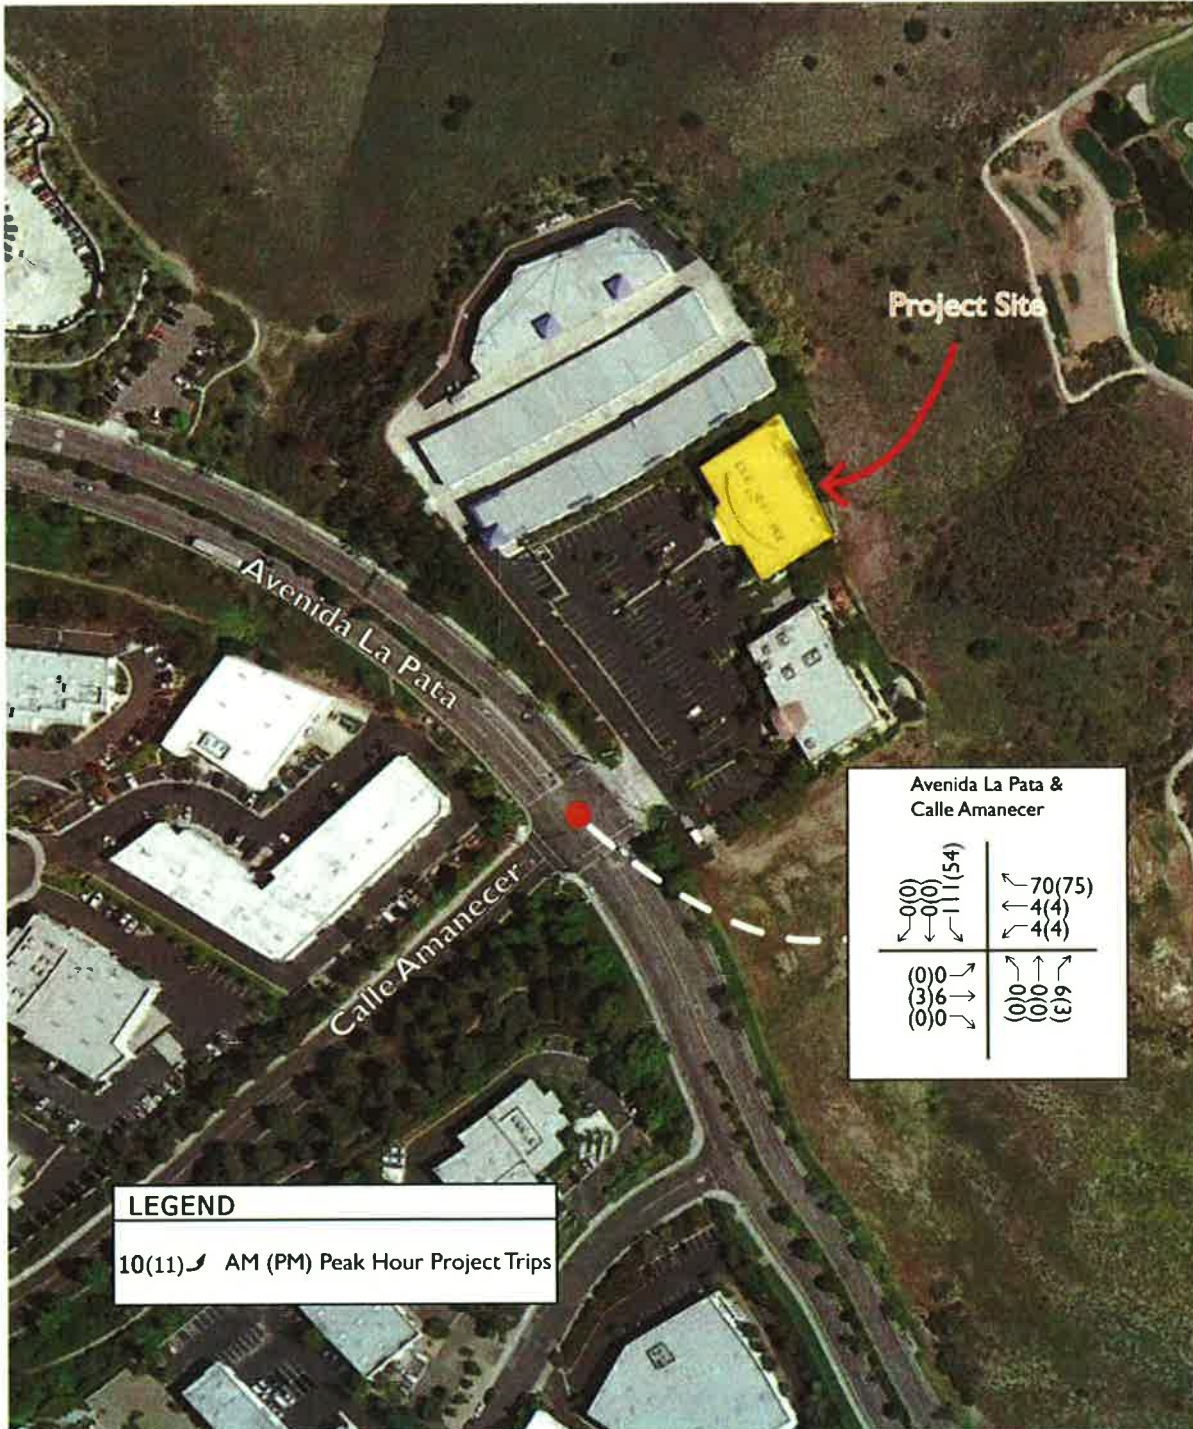 Project Site
Avenida La Pata
Calle Amanecer
Avenida La Pata &
Calle Amanecer
0(0)
0(0)
111(54)
70(75)
4(4)
4(4)
(0)0
(3)6
(0)0
0(0)
0(0)
6(3)
LEGEND
10(11) AM (PM) Peak Hour Project Trips